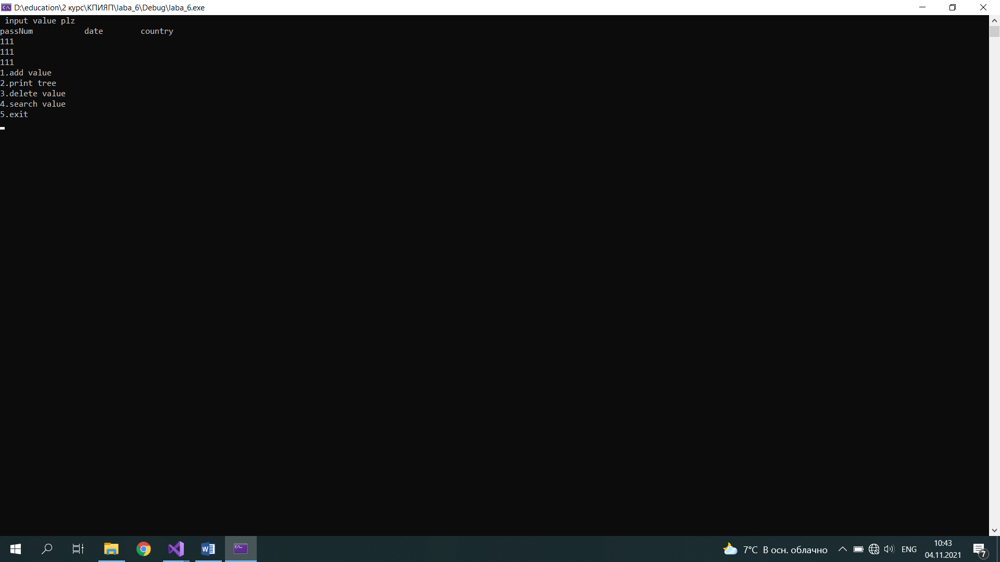 D:\education\2 курс\КПИЯП\laba_6\Debug\laba_6.exe
input value plz
passNum date country
111
111
111
1.add value
2.print tree
3.delete value
4.search value
5.exit
7°C В осн. облачно
ENG
10:43
04.11.2021
7